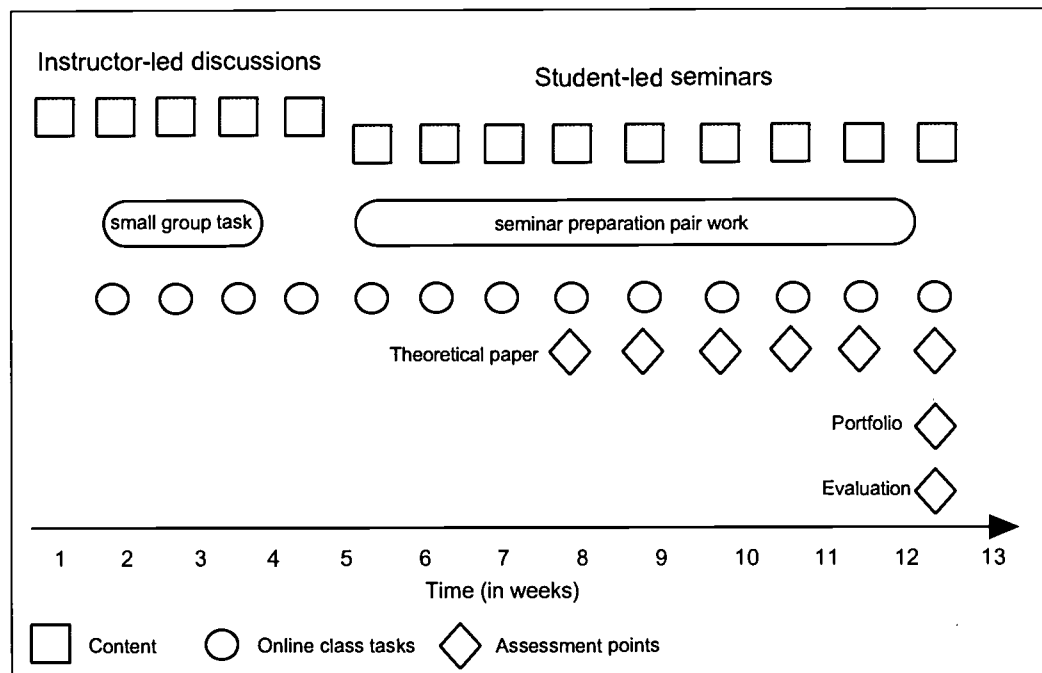 Instructor-led discussions
Student-led seminars
small group task
seminar preparation pair work
Theoretical paper
Portfolio
Evaluation
1 2 3 4 5 6 7 8 9 10 11 12 13
Time (in weeks)
Content Online class tasks Assessment points